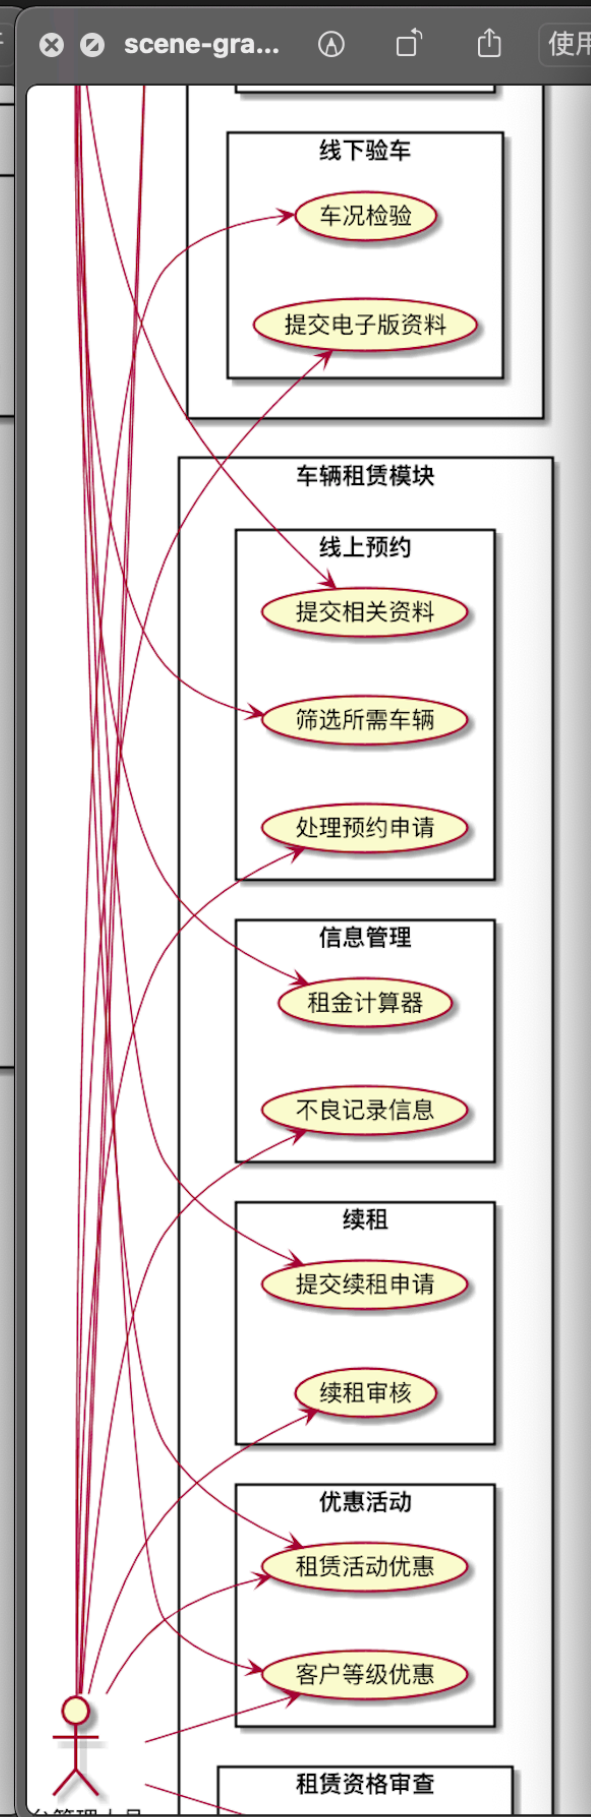 scene-gra...
使用
线下验车
车况检验
提交电子版资料
车辆租赁模块
线上预约
提交相关资料
筛选所需车辆
处理预约申请
信息管理
租金计算器
不良记录信息
续租
提交续租申请
续租审核
优惠活动
租赁活动优惠
客户等级优惠
租赁资格审查